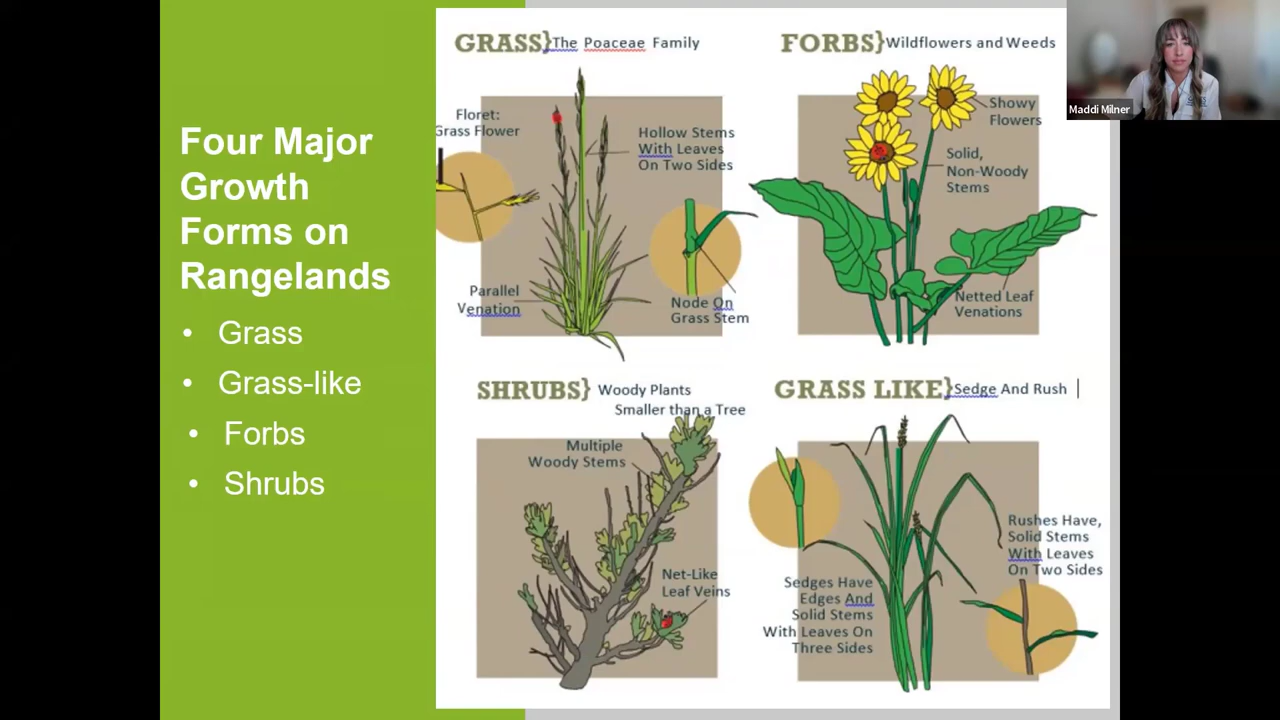 Four Major
Growth
Forms on
Rangelands
• Grass
• Grass-like
• Forbs
• Shrubs
GRASS} The Poaceae Family
Floret:
Grass Flower
Hollow Stems
With Leaves
On Two Sides
Parallel
Venation
Node On
Grass Stem
FORBS} Wildflowers and Weeds
Showy
Flowers
Solid,
Non-Woody
Stems
Netted Leaf
Venations
SHRUBS} Woody Plants
Smaller than a Tree
Multiple
Woody Stems
Net-Like
Leaf Veins
GRASS LIKE} Sedge And Rush
Rushes Have,
Solid Stems
With Leaves
On Two Sides
Sedges Have
Edges And
Solid Stems
With Leaves On
Three Sides
Maddi Milner